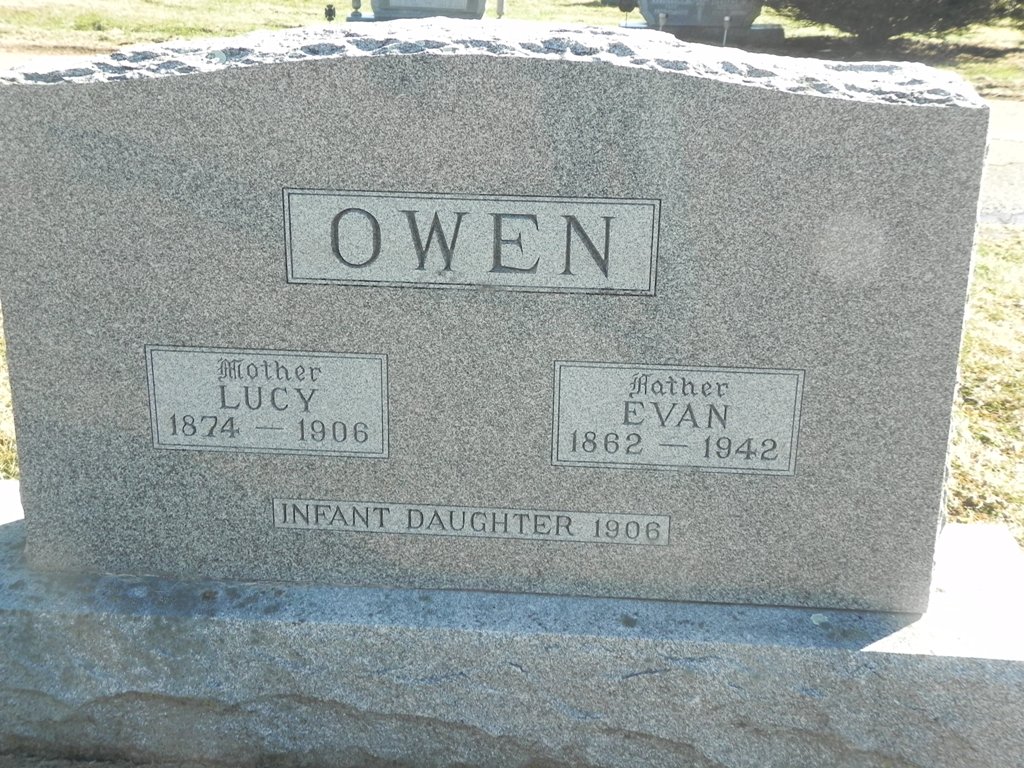 OWEN
Mother
LUCY
1874 — 1906
Father
EVAN
1862 — 1942
INFANT DAUGHTER 1906